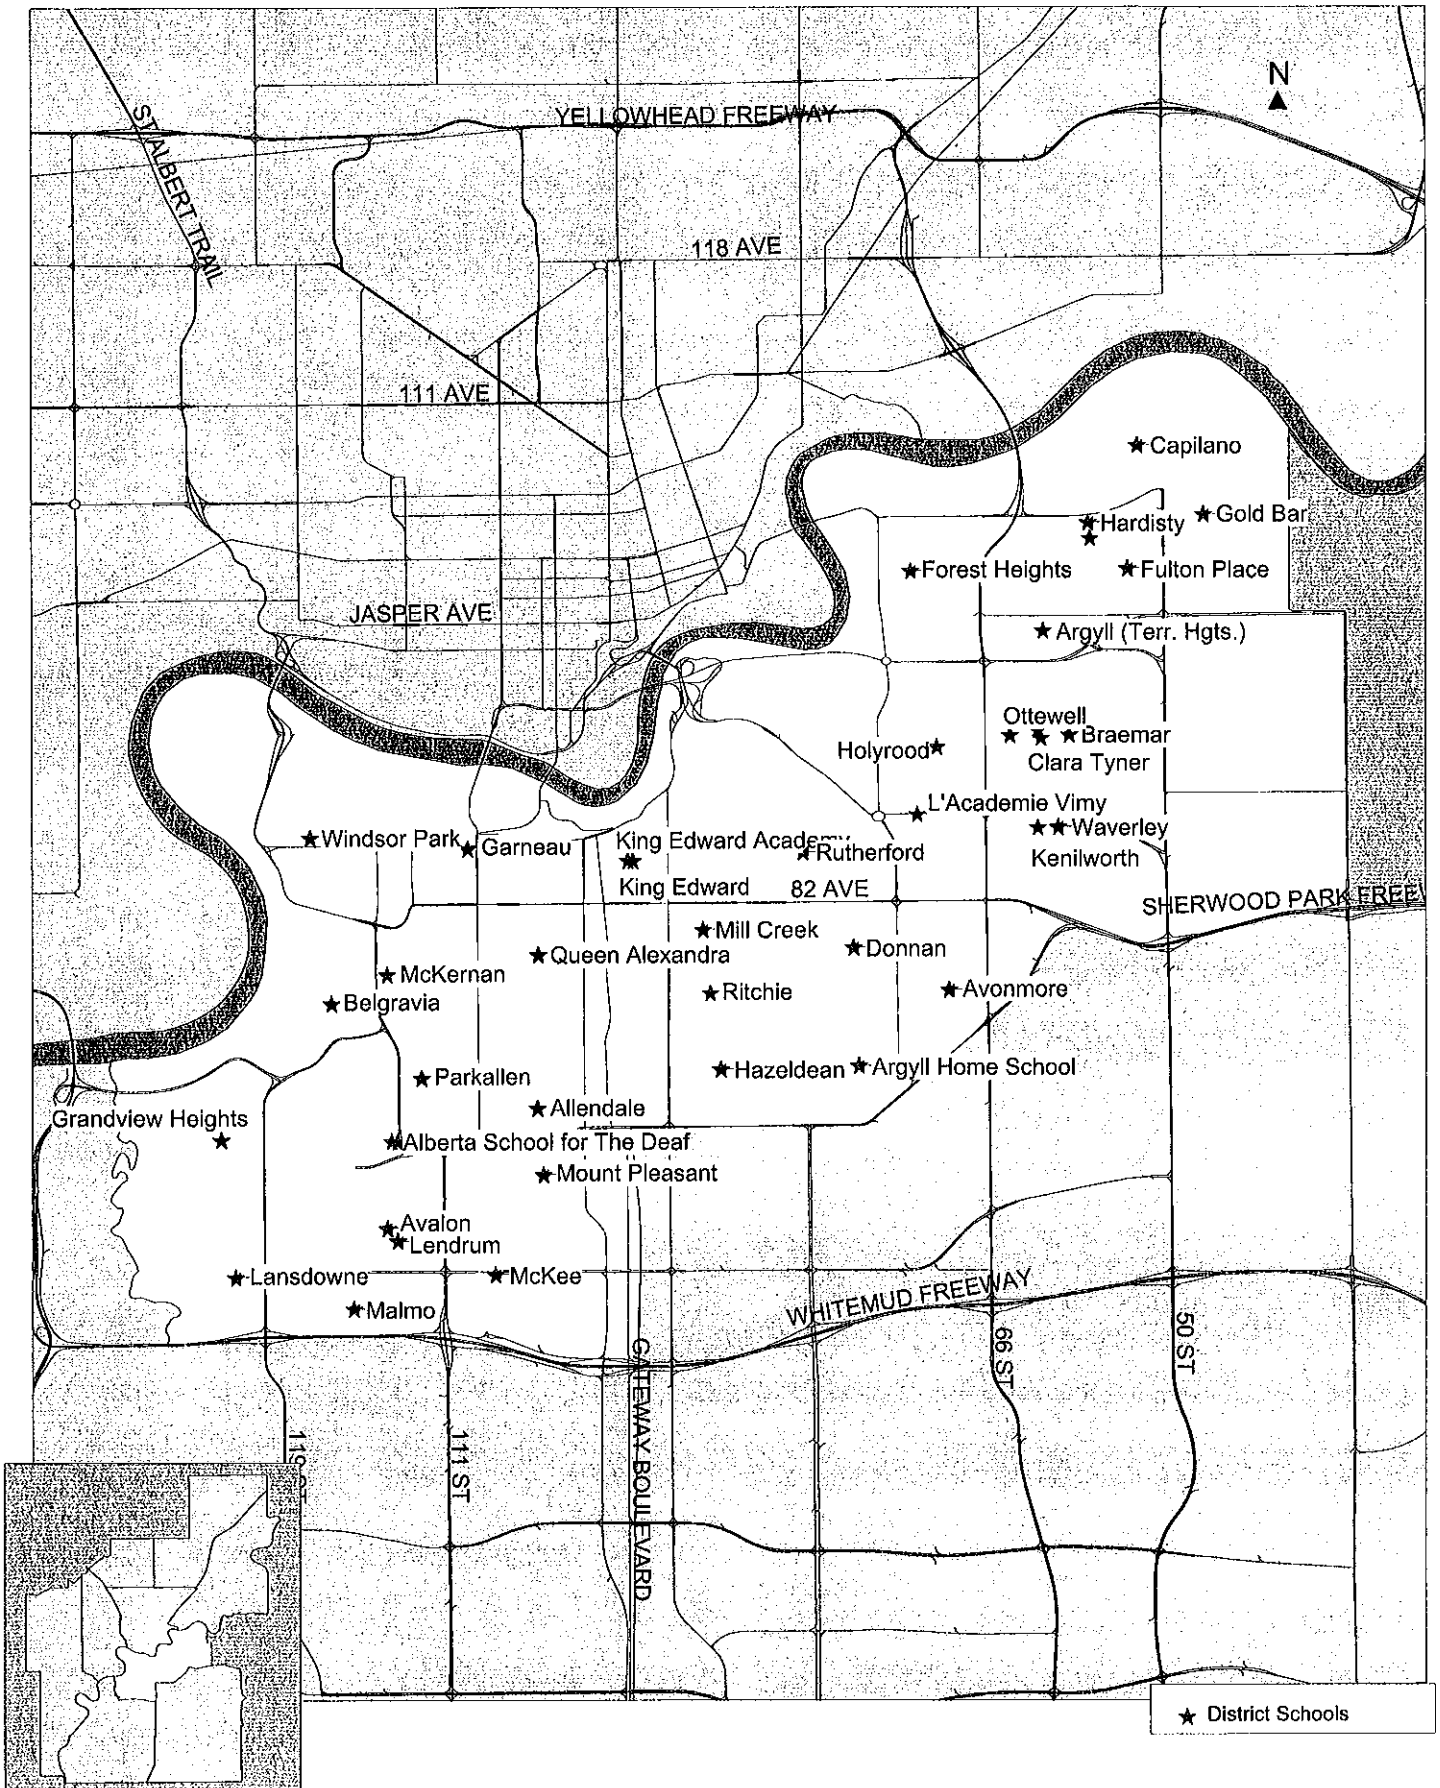 N
YELLOWHEAD FREEWAY
ST ALBERT TRAIL
118 AVE
111 AVE
Capilano
Gold Bar
Hardisty
Forest Heights
Fulton Place
JASPER AVE
Argyll (Terr. Hgts.)
Ottewell
Braemar
Holyrood
Clara Tyner
L'Academie Vimy
Waverley
Windsor Park
Garneau
King Edward Academy
Rutherford
Kenilworth
King Edward
82 AVE
SHERWOOD PARK FREEW
Mill Creek
Donnan
Queen Alexandra
McKernan
Ritchie
Avonmore
Belgravia
Hazeldean
Argyll Home School
Parkallen
Allendale
Grandview Heights
Alberta School for The Deaf
Mount Pleasant
Avalon
Lendrum
Lansdowne
McKee
Malmo
WHITEMUD FREEWAY
66 ST
50 ST
GATEWAY BOULEVARD
119 ST
111 ST
District Schools